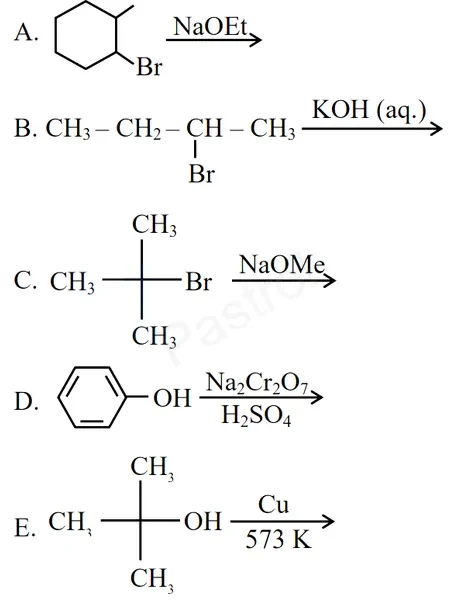 A. Br NaOEt
B. CH₃ – CH₂ – CH – CH₃ KOH (aq.)
Br
CH₃
C. CH₃ Br NaOMe
CH₃
D. OH Na₂Cr₂O₇
H₂SO₄
CH₃
E. CH₃ OH Cu
573 K
CH₃